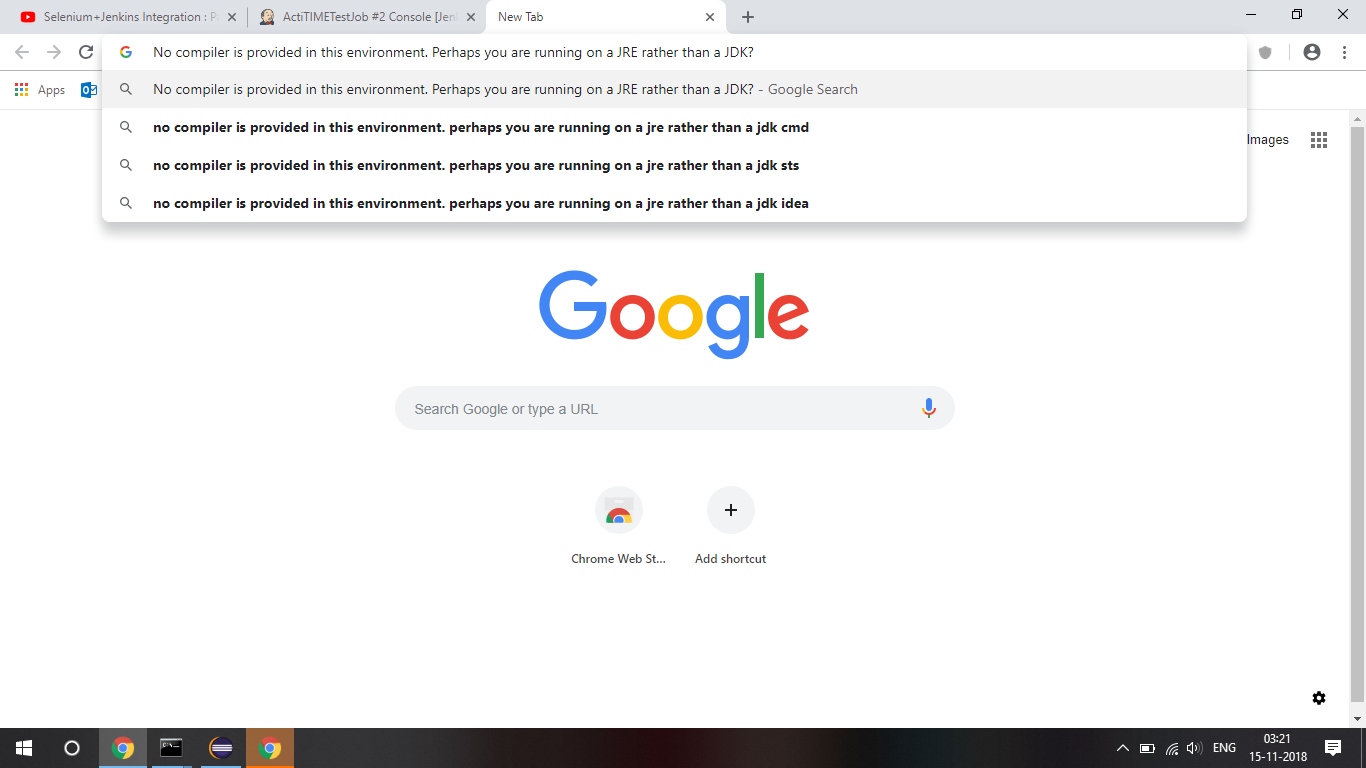 Selenium+Jenkins Integration : P
ActiTIMETestJob #2 Console [Jen
New Tab
No compiler is provided in this environment. Perhaps you are running on a JRE rather than a JDK?
Apps
No compiler is provided in this environment. Perhaps you are running on a JRE rather than a JDK? - Google Search
no compiler is provided in this environment. perhaps you are running on a jre rather than a jdk cmd
Images
no compiler is provided in this environment. perhaps you are running on a jre rather than a jdk sts
no compiler is provided in this environment. perhaps you are running on a jre rather than a jdk idea
Google
Search Google or type a URL
Chrome Web St...
Add shortcut
ENG
03:21
15-11-2018